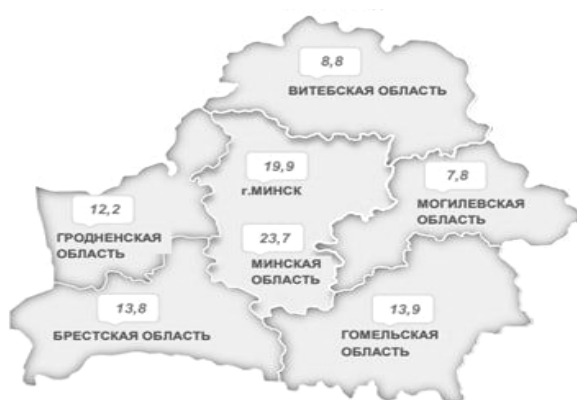 8,8
ВИТЕБСКАЯ ОБЛАСТЬ
19,9
г.МИНСК
7,8
МОГИЛЕВСКАЯ
ОБЛАСТЬ
12,2
ГРОДНЕНСКАЯ
ОБЛАСТЬ
23,7
МИНСКАЯ
ОБЛАСТЬ
13,8
БРЕСТСКАЯ ОБЛАСТЬ
13,9
ГОМЕЛЬСКАЯ
ОБЛАСТЬ